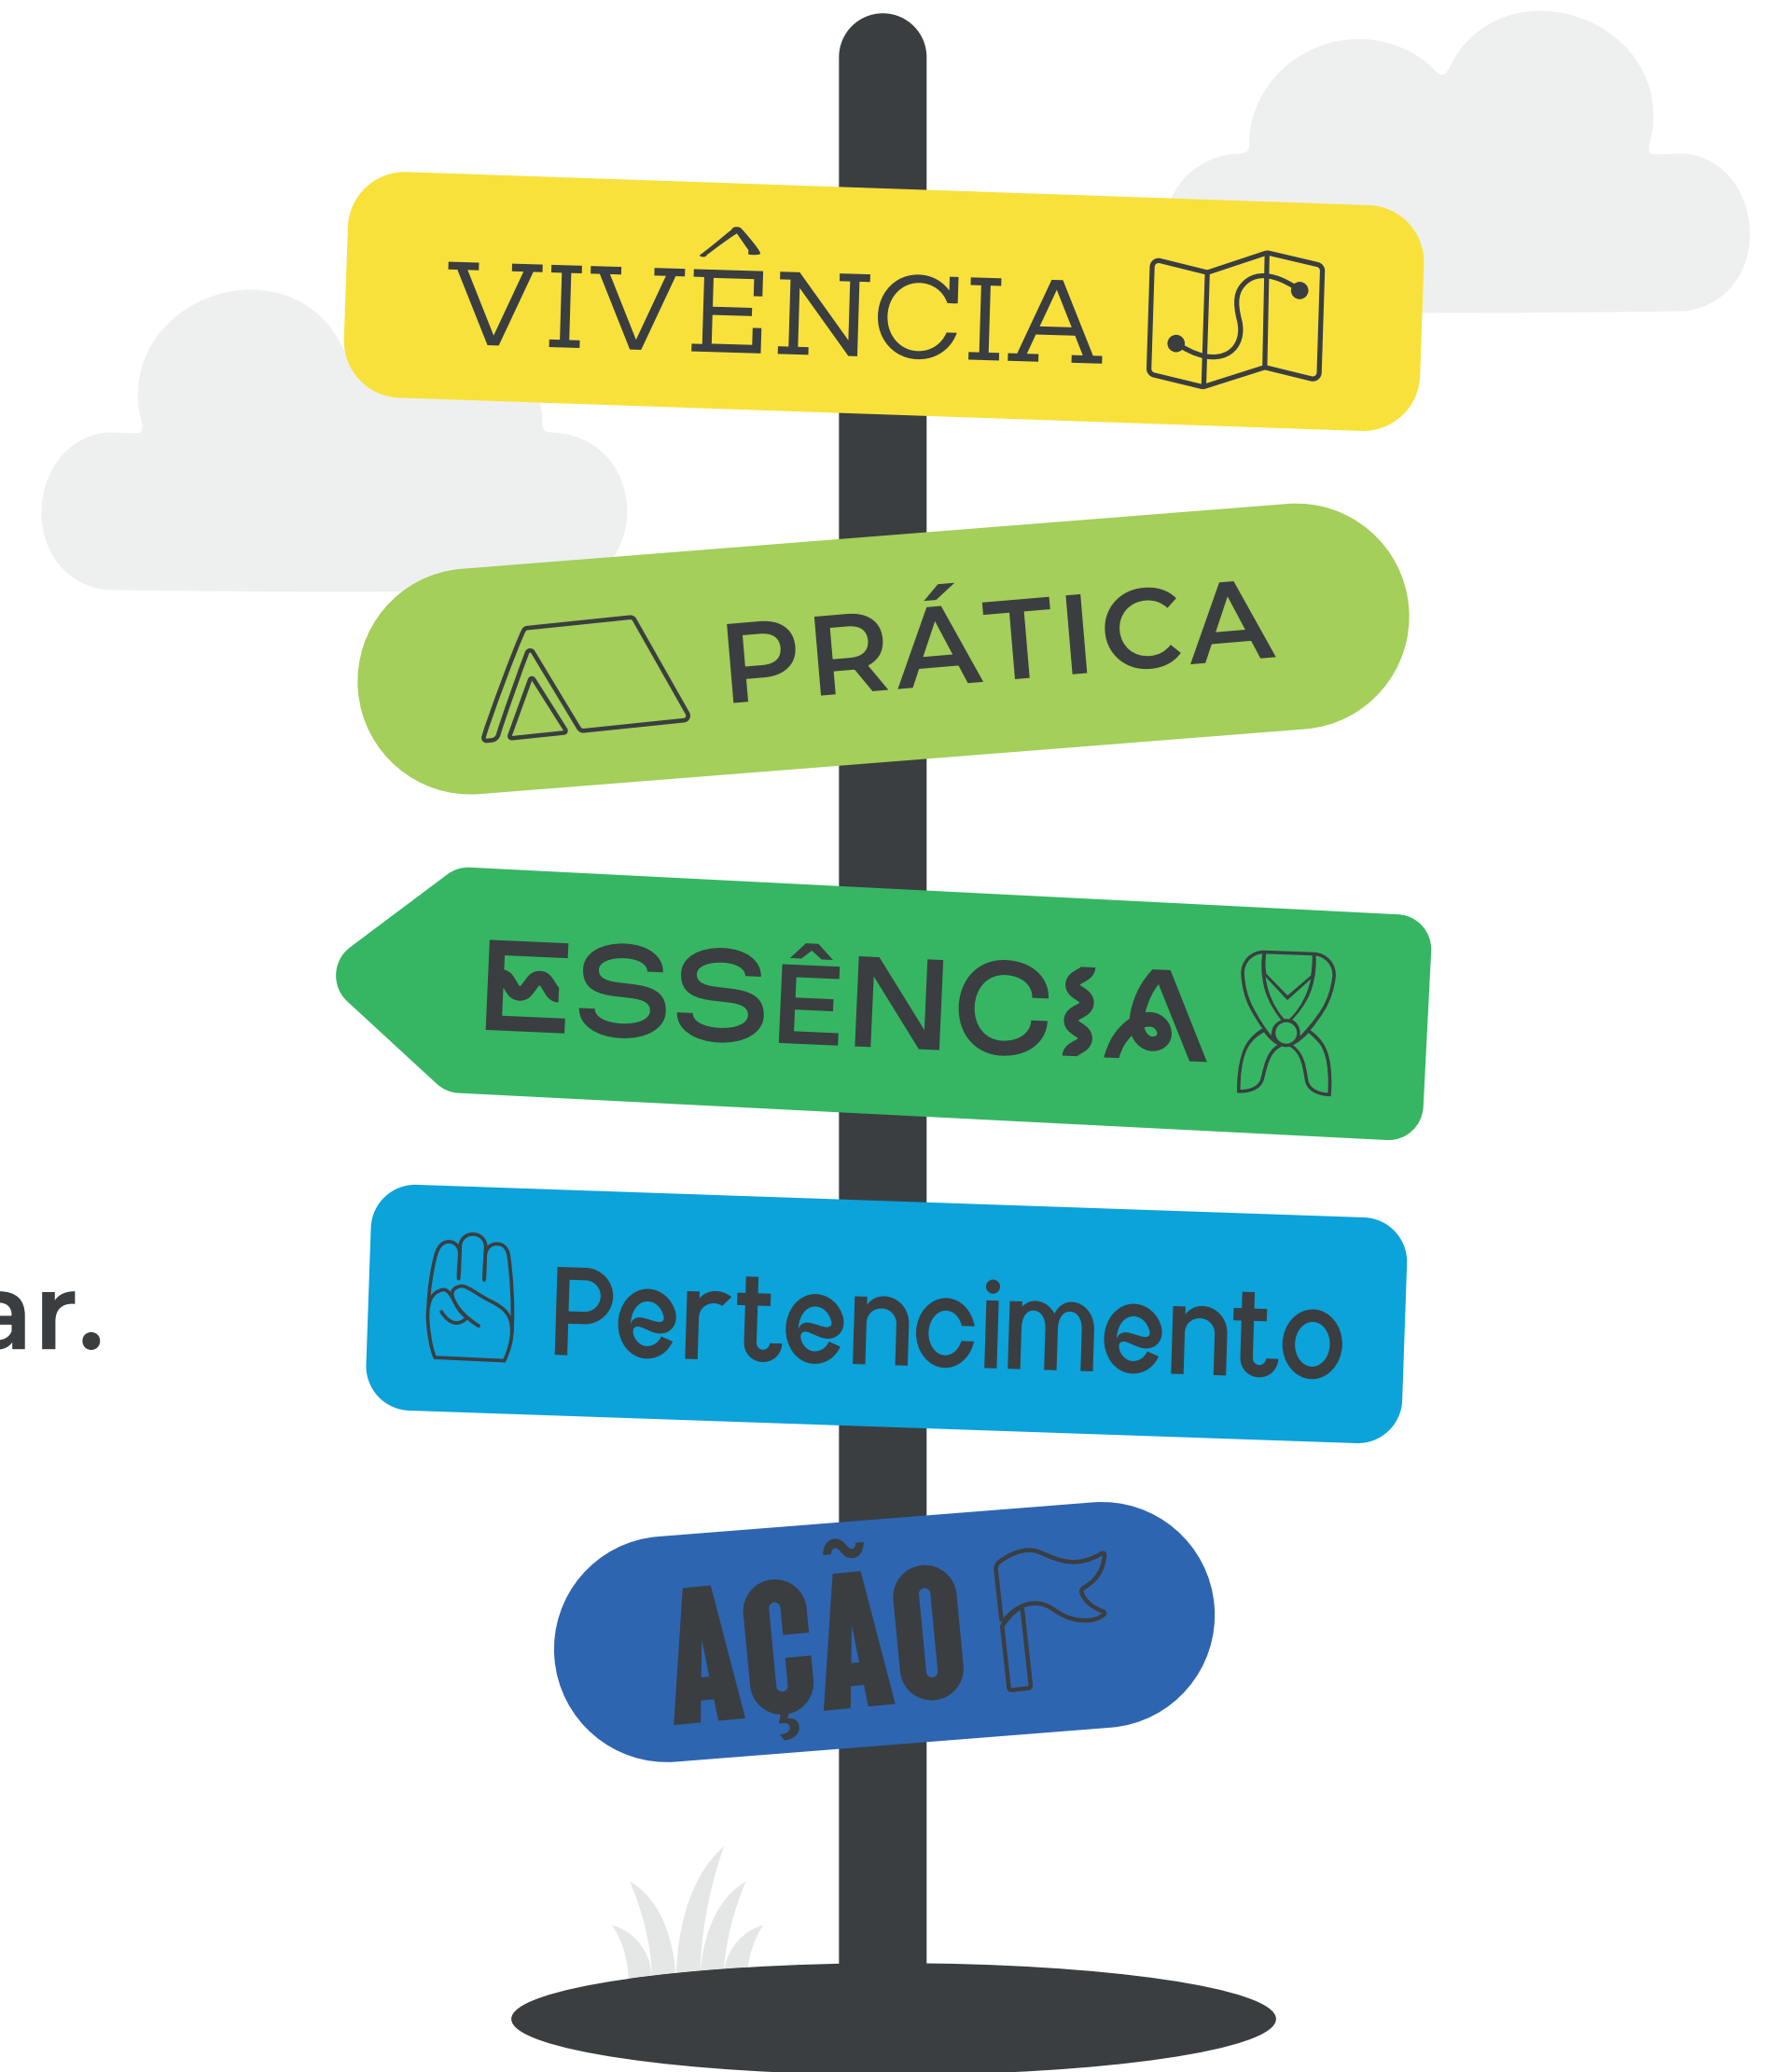 VIVÊNCIA
PRÁTICA
ESSÊNCIA
ar.
Pertencimento
AÇÃO